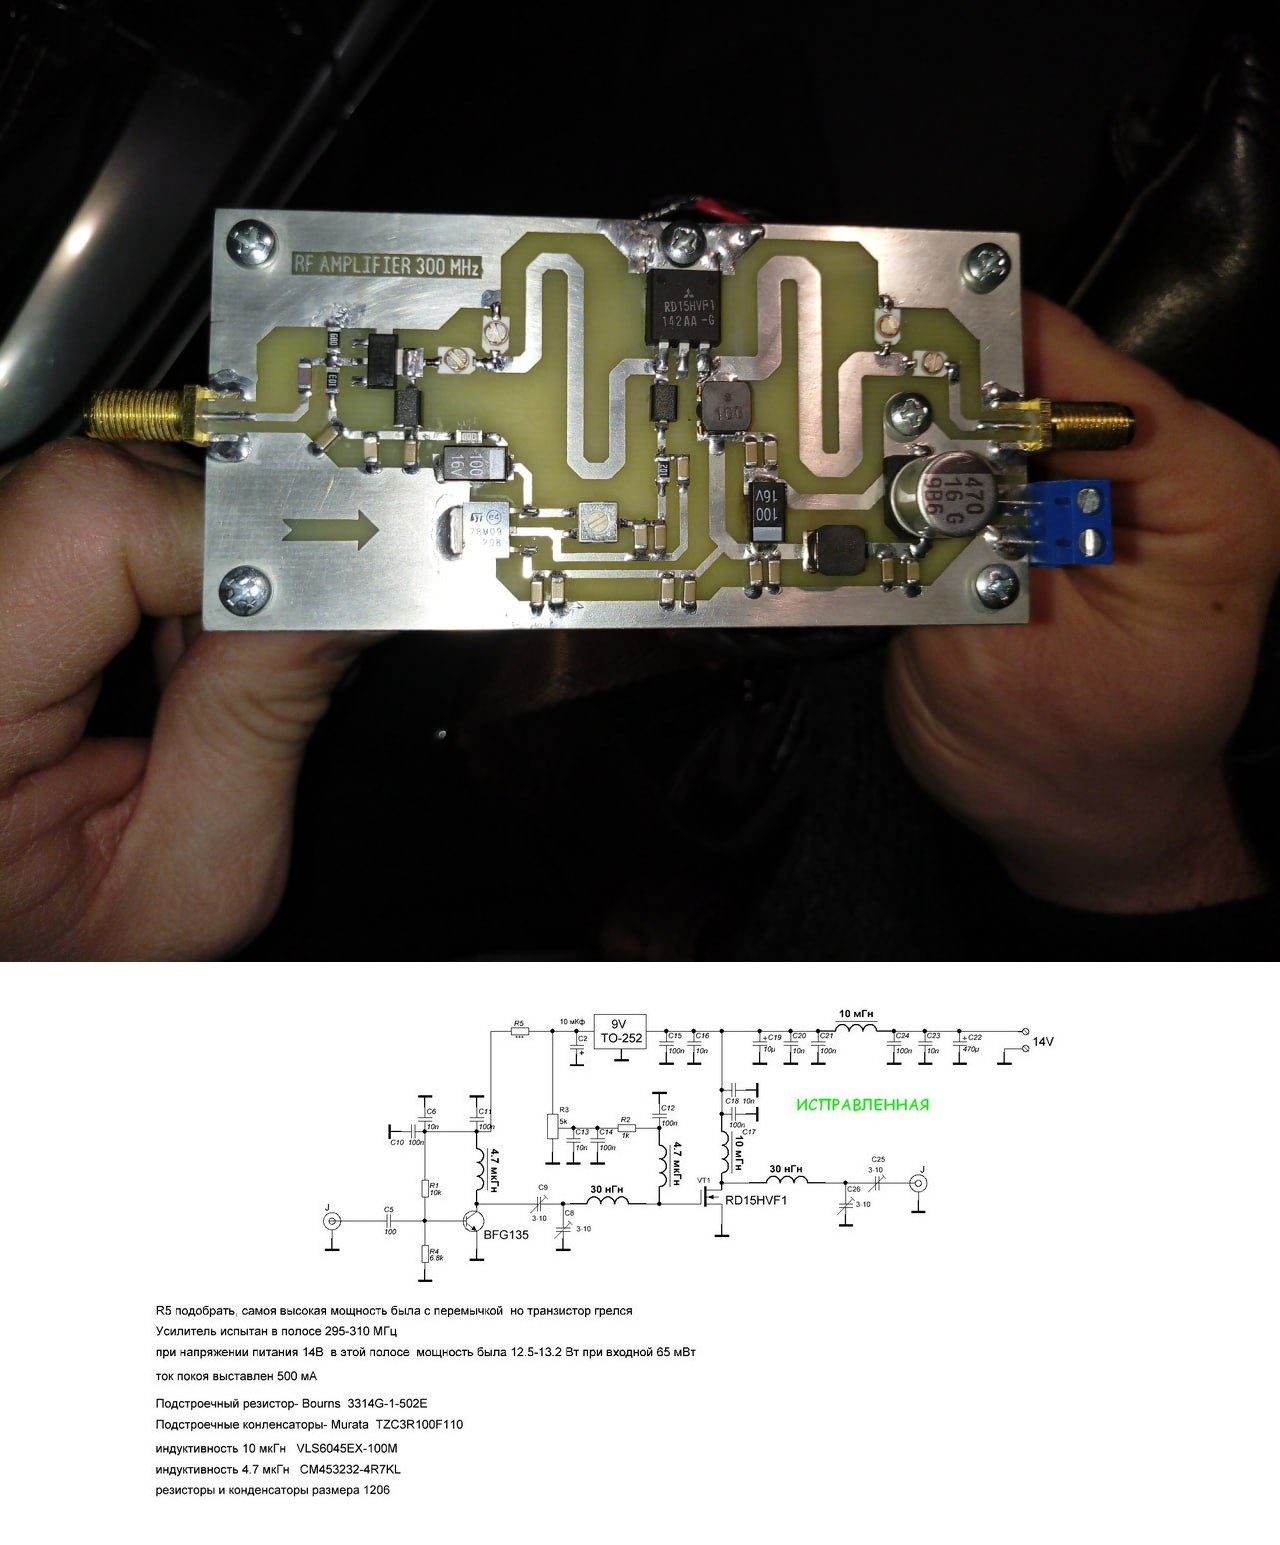 RF AMPLIFIER 300 MHz
RD15HVF1
142AA -G
103
100
100
16V
100
16V
102
78M09
470
16 G
9B6
10 мГн
R5
***
10 мКф
C2
+
9V
TO-252
C15
100n
C16
10n
+C19
10µ
C20
10n
C21
100n
C24
100n
C23
10n
+C22
470µ
14V
ИСПРАВЛЕННАЯ
C6
10n
C11
100n
C10 100n
R3
5k
C13
10n
C14
100n
R2
1k
C12
100n
C18 10n
100n
C17
4.7 мкГн
4.7 мкГн
10 мГн
R1
10k
C9
3-10
30 нГн
VT1
RD15HVF1
30 нГн
C25
3-10
J
C26
3-10
J
C5
100
BFG135
C8
3-10
R4
6.8k
R5 подобрать, самоя высокая мощность была с перемычкой но транзистор грелся
Усилитель испытан в полосе 295-310 МГц
при напряжении питания 14В в этой полосе мощность была 12.5-13.2 Вт при входной 65 мВт
ток покоя выставлен 500 мА
Подстроечный резистор- Bourns 3314G-1-502E
Подстроечные конленсаторы- Murata TZC3R100F110
индуктивность 10 мкГн VLS6045EX-100M
индуктивность 4.7 мкГн CM453232-4R7KL
резисторы и конденсаторы размера 1206